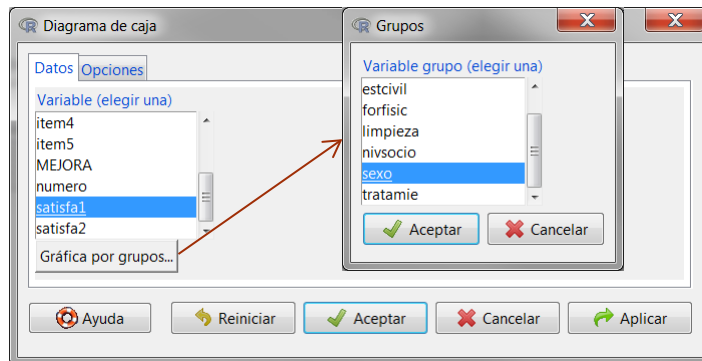 Diagrama de caja
Datos
Opciones
Variable (elegir una)
item4
item5
MEJORA
numero
satisfa1
satisfa2
Gráfica por grupos...
Ayuda
Reiniciar
Aceptar
Cancelar
Aplicar
Grupos
Variable grupo (elegir una)
estcivil
forfisic
limpieza
nivsocio
sexo
tratamie
Aceptar
Cancelar